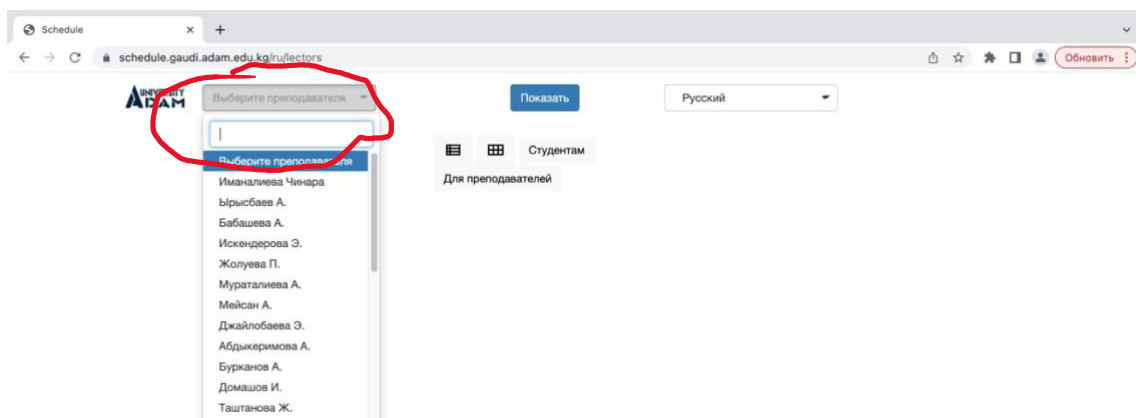 Schedule
schedule.gaudi.adam.edu.kg/ru/lectors
Обновить
UNIVERSITY
ADAM
Выберите преподавателя
Показать
Русский
Выберите преподавателя
Студентам
Для преподавателей
Иманалиева Чинара
Ырысбаев А.
Бабашева А.
Искендерова Э.
Жолуева П.
Мураталиева А.
Мейсан А.
Джайлобаева Э.
Абдыкеримова А.
Бурканов А.
Домашов И.
Таштанова Ж.